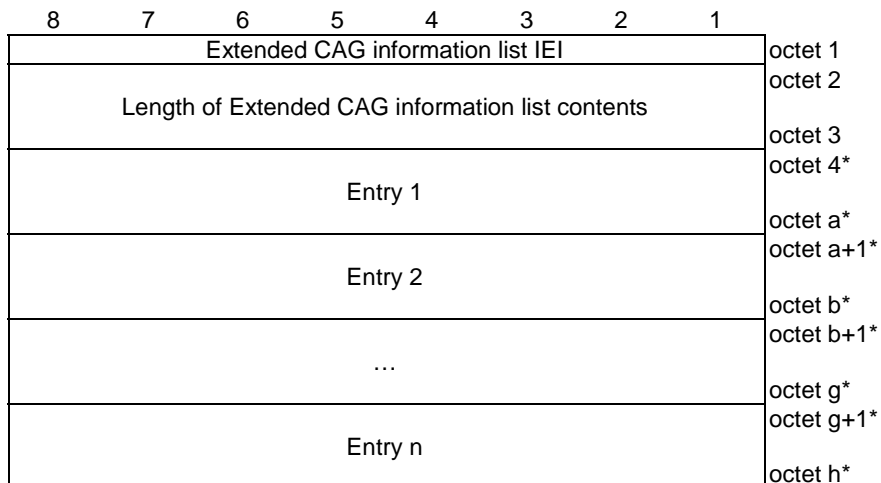 8 7 6 5 4 3 2 1
Extended CAG information list IEI octet 1
octet 2
Length of Extended CAG information list contents
octet 3
octet 4*
Entry 1
octet a*
octet a+1*
Entry 2
octet b*
octet b+1*
…
octet g*
octet g+1*
Entry n
octet h*